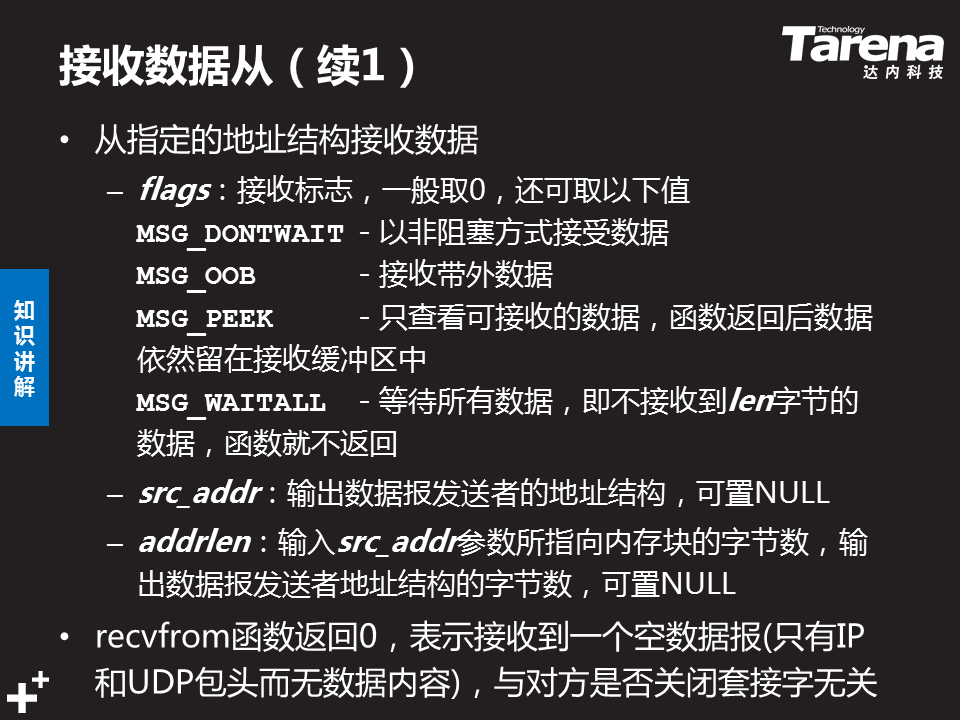 接收数据从（续1）
Technology
Tarena
达内科技
• 从指定的地址结构接收数据
– flags：接收标志，一般取0，还可取以下值
MSG_DONTWAIT - 以非阻塞方式接受数据
MSG_OOB - 接收带外数据
MSG_PEEK - 只查看可接收的数据，函数返回后数据
依然留在接收缓冲区中
MSG_WAITALL - 等待所有数据，即不接收到len字节的
数据，函数就不返回
– src_addr：输出数据报发送者的地址结构，可置NULL
– addrlen：输入src_addr参数所指向内存块的字节数，输
出数据报发送者地址结构的字节数，可置NULL
• recvfrom函数返回0，表示接收到一个空数据报(只有IP
和UDP包头而无数据内容)，与对方是否关闭套接字无关
知识讲解